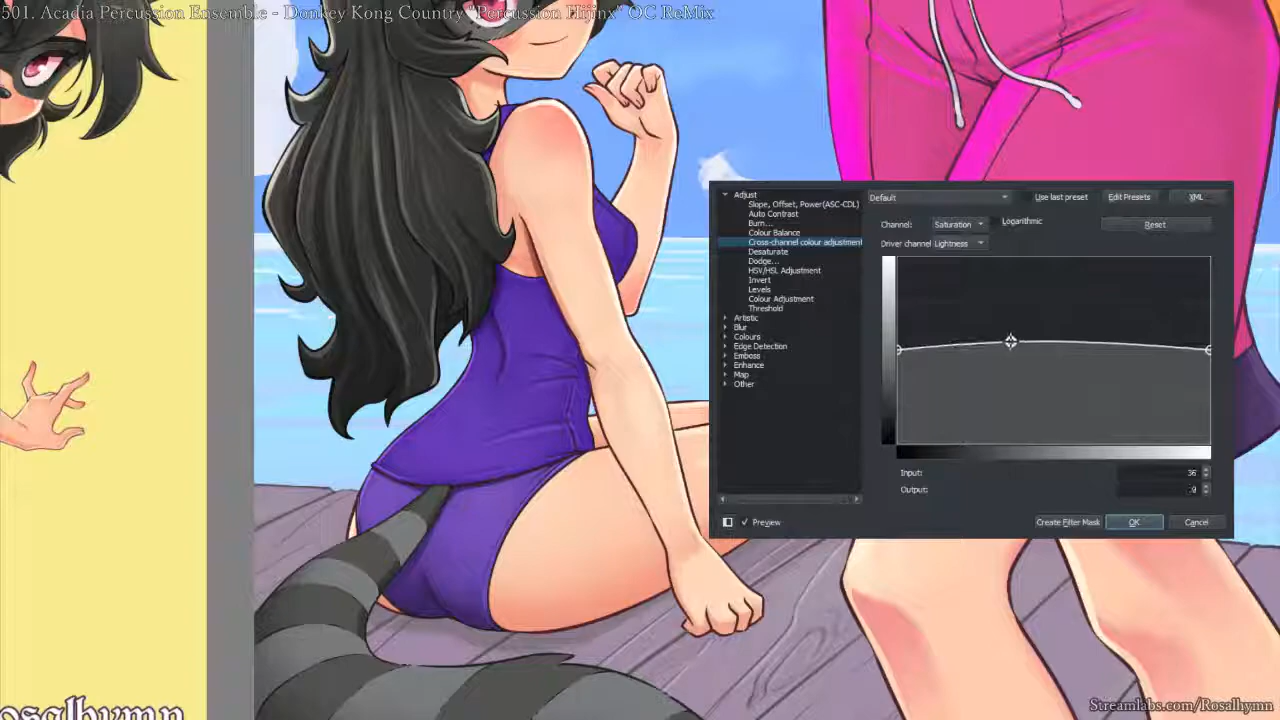 501. Acadia Percussion Ensemble - Donkey Kong Country "Percussion Hijinx" OC ReMix
Adjust
Slope, Offset, Power(ASC-CDL)
Auto Contrast
Burn...
Colour Balance
Cross-channel colour adjustment
Desaturate
Dodge...
HSV/HSL Adjustment
Invert
Levels
Colour Adjustment
Threshold
Artistic
Blur
Colours
Edge Detection
Emboss
Enhance
Map
Other
Default
Use last preset
Edit Presets
XML
Channel: Saturation
Logarithmic
Reset
Driver channel Lightness
Input: 36
Output: 9
Preview
Create Filter Mask
OK
Cancel
osalhymn
Streamlabs.com/Rosalhymn